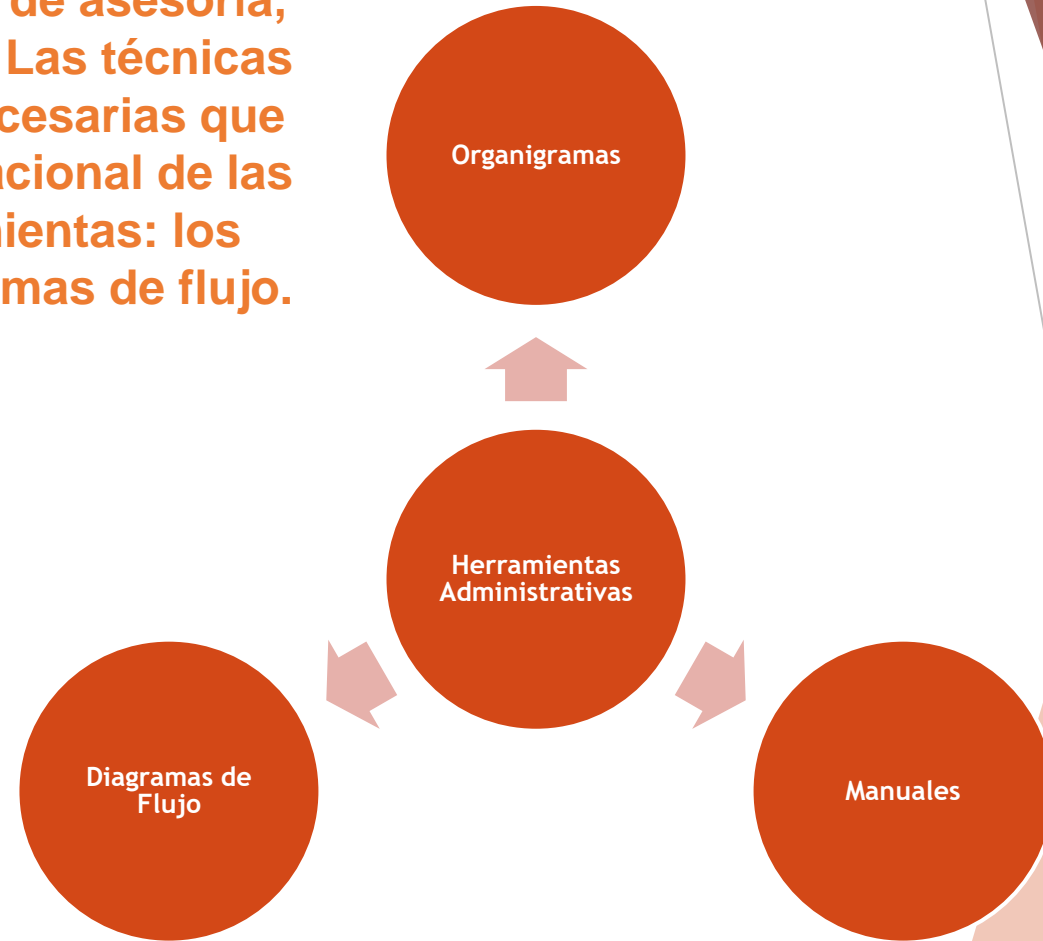 de asesoría,
Las técnicas
cesarias que
acional de las
ientas: los
mas de flujo.
Organigramas
Herramientas
Administrativas
Diagramas de
Flujo
Manuales